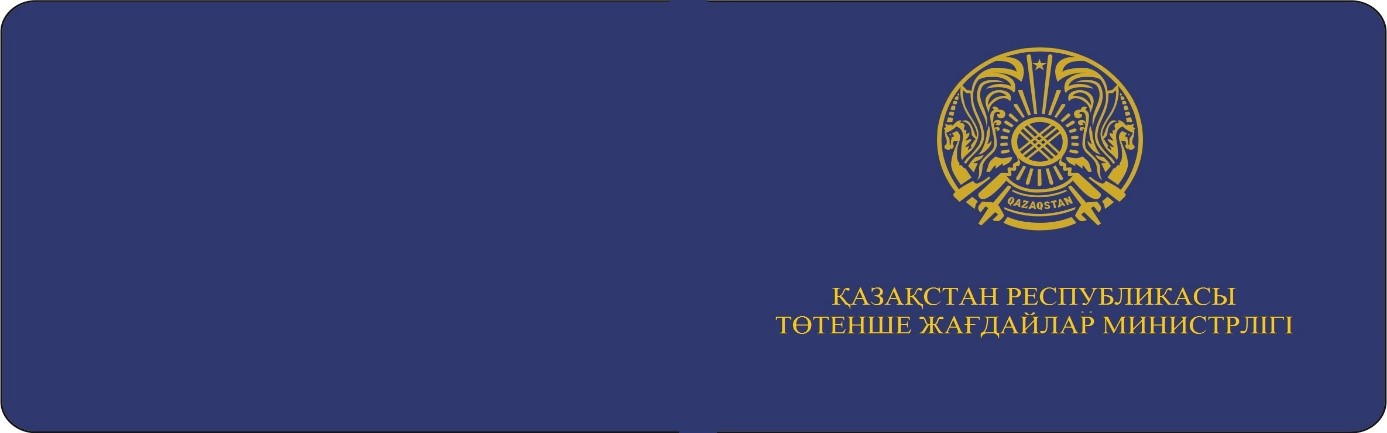 QAZAQSTAN
ҚАЗАҚСТАН РЕСПУБЛИКАСЫ
ТӨТЕНШЕ ЖАҒДАЙЛАР МИНИСТРЛІГІ